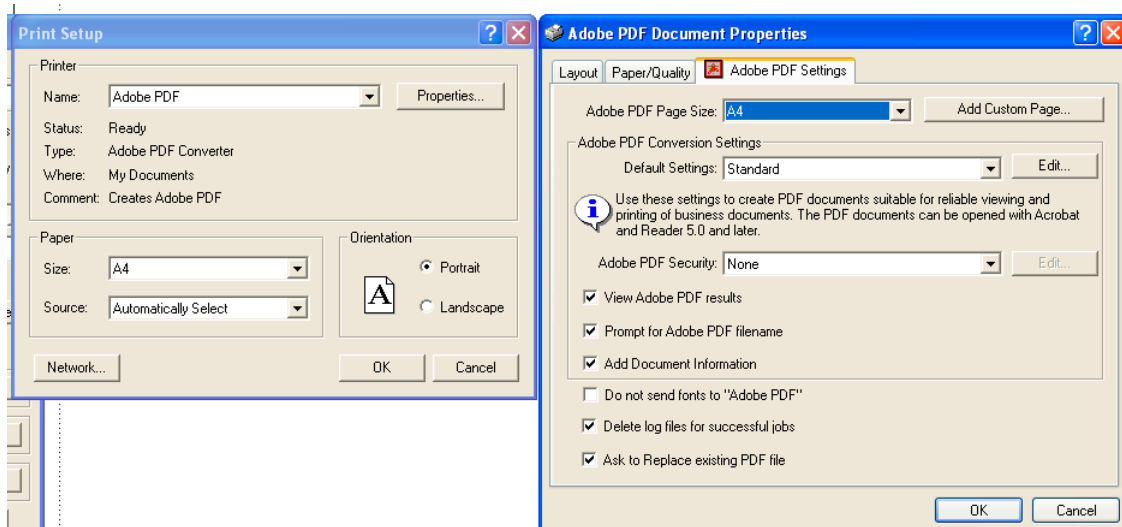 Print Setup
Printer
Name: Adobe PDF Properties...
Status: Ready
Type: Adobe PDF Converter
Where: My Documents
Comment: Creates Adobe PDF
Paper
Size: A4
Source: Automatically Select
Orientation
A
Portrait
Landscape
Network... OK Cancel
Adobe PDF Document Properties
Layout Paper/Quality Adobe PDF Settings
Adobe PDF Page Size: A4 Add Custom Page...
Adobe PDF Conversion Settings
Default Settings: Standard Edit...
Use these settings to create PDF documents suitable for reliable viewing and
printing of business documents. The PDF documents can be opened with Acrobat
and Reader 5.0 and later.
Adobe PDF Security: None Edit...
View Adobe PDF results
Prompt for Adobe PDF filename
Add Document Information
Do not send fonts to "Adobe PDF"
Delete log files for successful jobs
Ask to Replace existing PDF file
OK Cancel